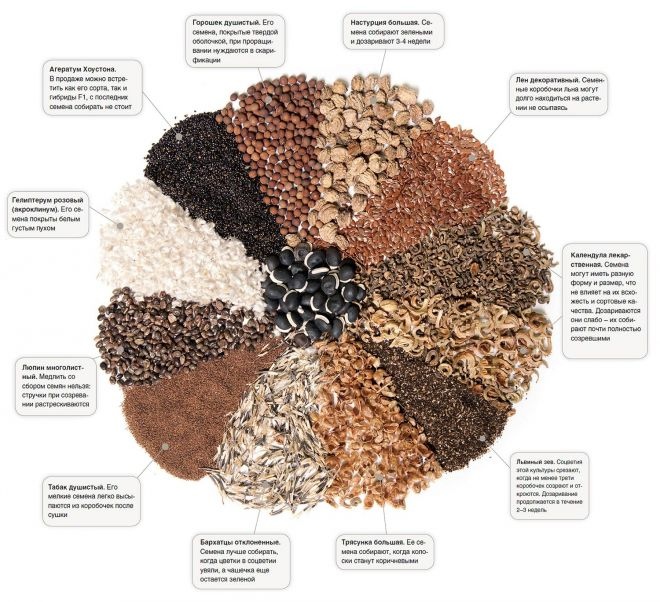 Горошек душистый. Его
семена, покрытые твердой
оболочкой, при проращи-
вании нуждаются в скари-
фикации
Настурция большая. Се-
мена собирают зелеными
и дозаривают 3-4 недели
Агератум Хоустона.
В продаже можно встре-
тить как его сорта, так и
гибриды F1, с последних
семена собирать не стоит
Лен декоративный. Семен-
ные коробочки льна могут
долго находиться на расте-
нии не осыпаясь
Гелиптерум розовый
(акроклинум). Его се-
мена покрыты белым
густым пухом
Календула лекар-
ственная. Семена
могут иметь разную
форму и размер, что
не влияет на их всхо-
жесть и сортовые ка-
чества. Дозариваются
они слабо – их соби-
рают почти полностью
созревшими
Люпин многолист-
ный. Медлить со
сбором семян нельзя:
стручки при созрева-
нии растрескиваются
Львиный зев. Соцветия
этой культуры срезают,
когда не менее трети
коробочек созреют и от-
кроются. Дозаривание
продолжается в течение
2–3 недель
Табак душистый. Его
мелкие семена легко высы-
паются из коробочек после
сушки
Бархатцы отклоненные.
Семена лучше собирать,
когда цветки в соцветии
увяли, а чашечка еще
остается зеленой
Трясунка большая. Ее се-
мена собирают, когда колос-
ки станут коричневыми